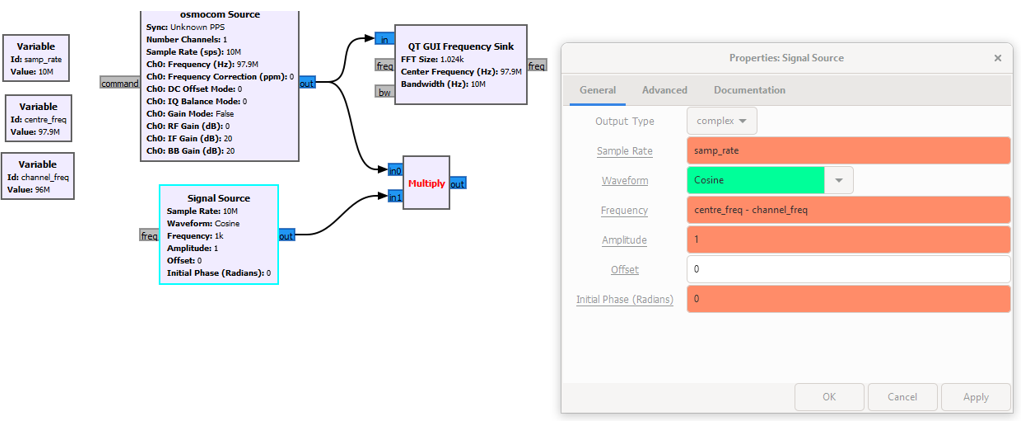 osmocom Source
Sync: Unknown PPS
Number Channels: 1
Sample Rate (sps): 10M
Ch0: Frequency (Hz): 97.9M
Ch0: Frequency Correction (ppm): 0
Ch0: DC Offset Mode: 0
Ch0: IQ Balance Mode: 0
Ch0: Gain Mode: False
Ch0: RF Gain (dB): 0
Ch0: IF Gain (dB): 20
Ch0: BB Gain (dB): 20
command
out
Variable
Id: samp_rate
Value: 10M
Variable
Id: centre_freq
Value: 97.9M
Variable
Id: channel_freq
Value: 96M
in
freq
bw
QT GUI Frequency Sink
FFT Size: 1.024k
Center Frequency (Hz): 97.9M
Bandwidth (Hz): 10M
freq
in0
in1
Multiply
out
Signal Source
Sample Rate: 10M
Waveform: Cosine
Frequency: 1k
Amplitude: 1
Offset: 0
Initial Phase (Radians): 0
freq
out
Properties: Signal Source ×
General Advanced Documentation
Output Type complex
Sample Rate samp_rate
Waveform Cosine
Frequency centre_freq - channel_freq
Amplitude 1
Offset 0
Initial Phase (Radians) 0
OK Cancel Apply